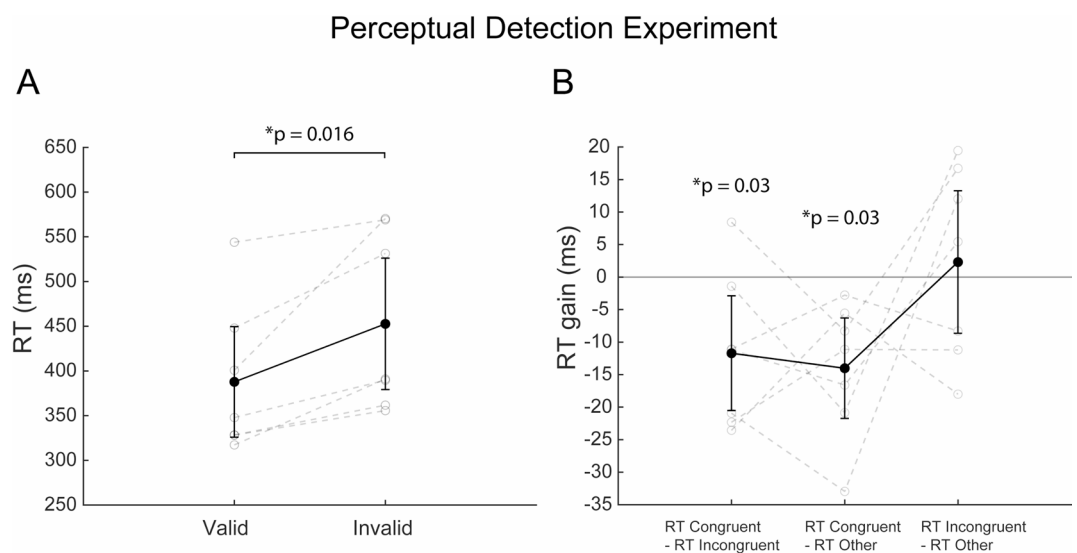 Perceptual Detection Experiment
A
*p = 0.016
650
600
550
500
450
400
350
300
250
RT (ms)
Valid
Invalid
B
*p = 0.03
*p = 0.03
20
15
10
5
0
-5
-10
-15
-20
-25
-30
-35
RT gain (ms)
RT Congruent
- RT Incongruent
RT Congruent
- RT Other
RT Incongruent
- RT Other